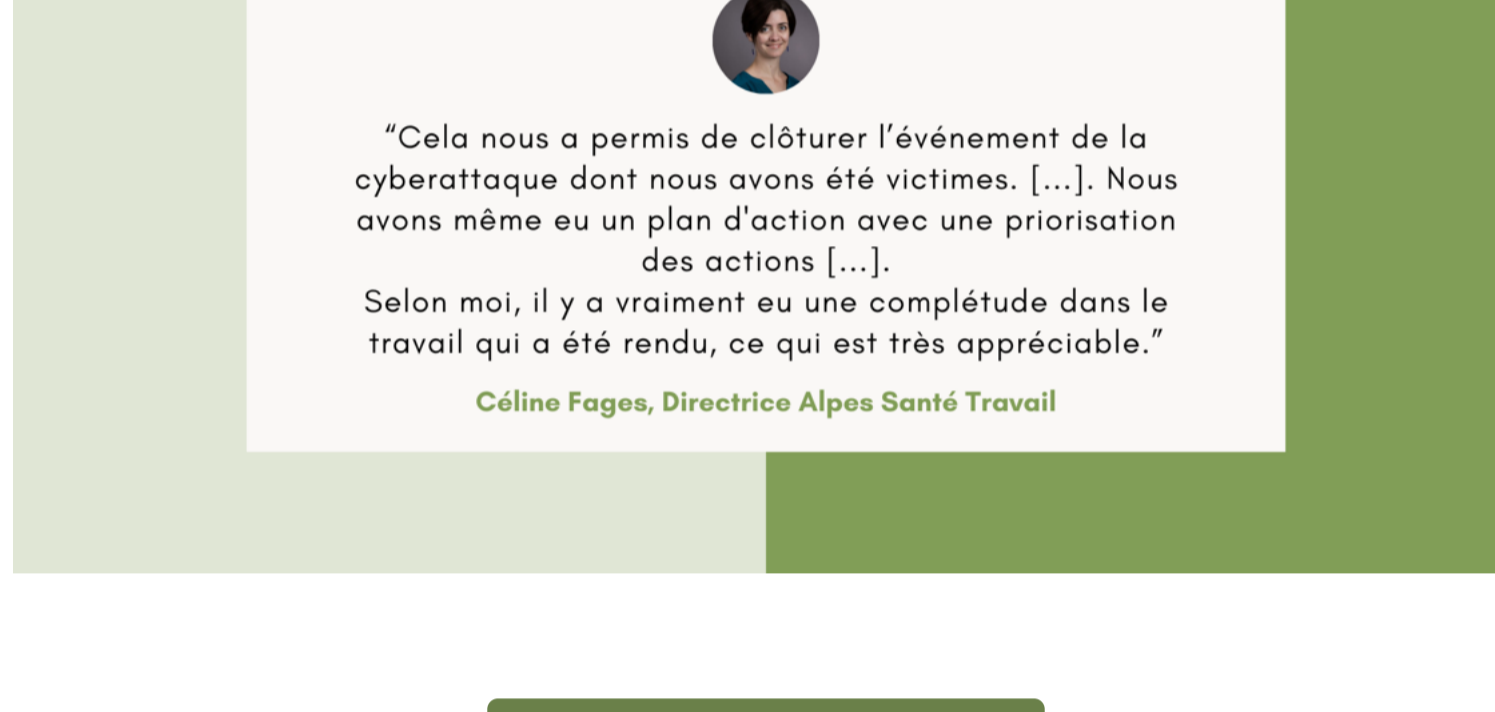 “Cela nous a permis de clôturer l’événement de la
cyberattaque dont nous avons été victimes. [...]. Nous
avons même eu un plan d'action avec une priorisation
des actions [...].
Selon moi, il y a vraiment eu une complétude dans le
travail qui a été rendu, ce qui est très appréciable.”
Céline Fages, Directrice Alpes Santé Travail